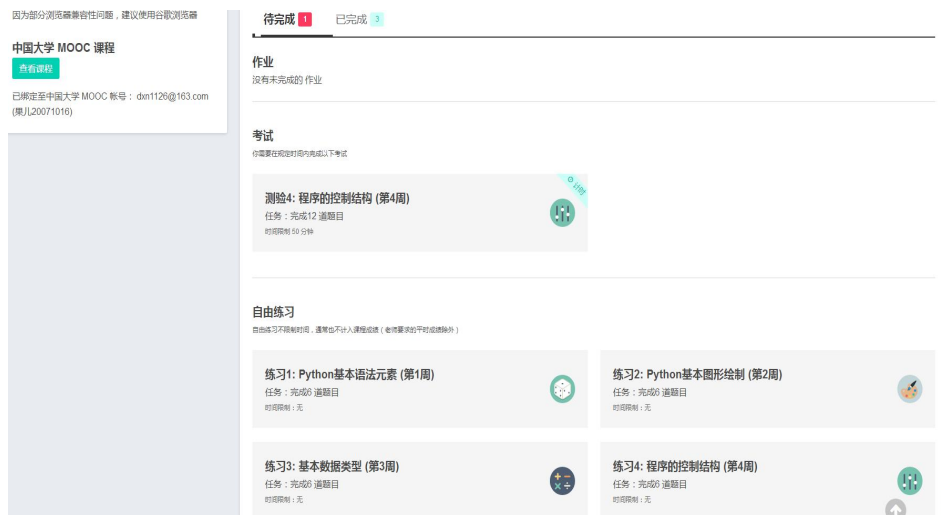 因为部分浏览器兼容性问题，建议使用谷歌浏览器
中国大学 MOOC 课程
查看课程
已绑定至中国大学 MOOC 帐号： dxn1126@163.com
(果儿20071016)
待完成 1 已完成 3
作业
没有未完成的 作业
考试
你需要在规定时间内完成以下考试
计时
测验4: 程序的控制结构 (第4周)
任务：完成12 道题目
时间限制 50 分钟
自由练习
自由练习不限制时间，通常也不计入课程成绩（老师要求的平时成绩除外）
练习1: Python基本语法元素 (第1周)
任务：完成6 道题目
时间限制：无
练习2: Python基本图形绘制 (第2周)
任务：完成6 道题目
时间限制：无
练习3: 基本数据类型 (第3周)
任务：完成6 道题目
时间限制：无
练习4: 程序的控制结构 (第4周)
任务：完成6 道题目
时间限制：无